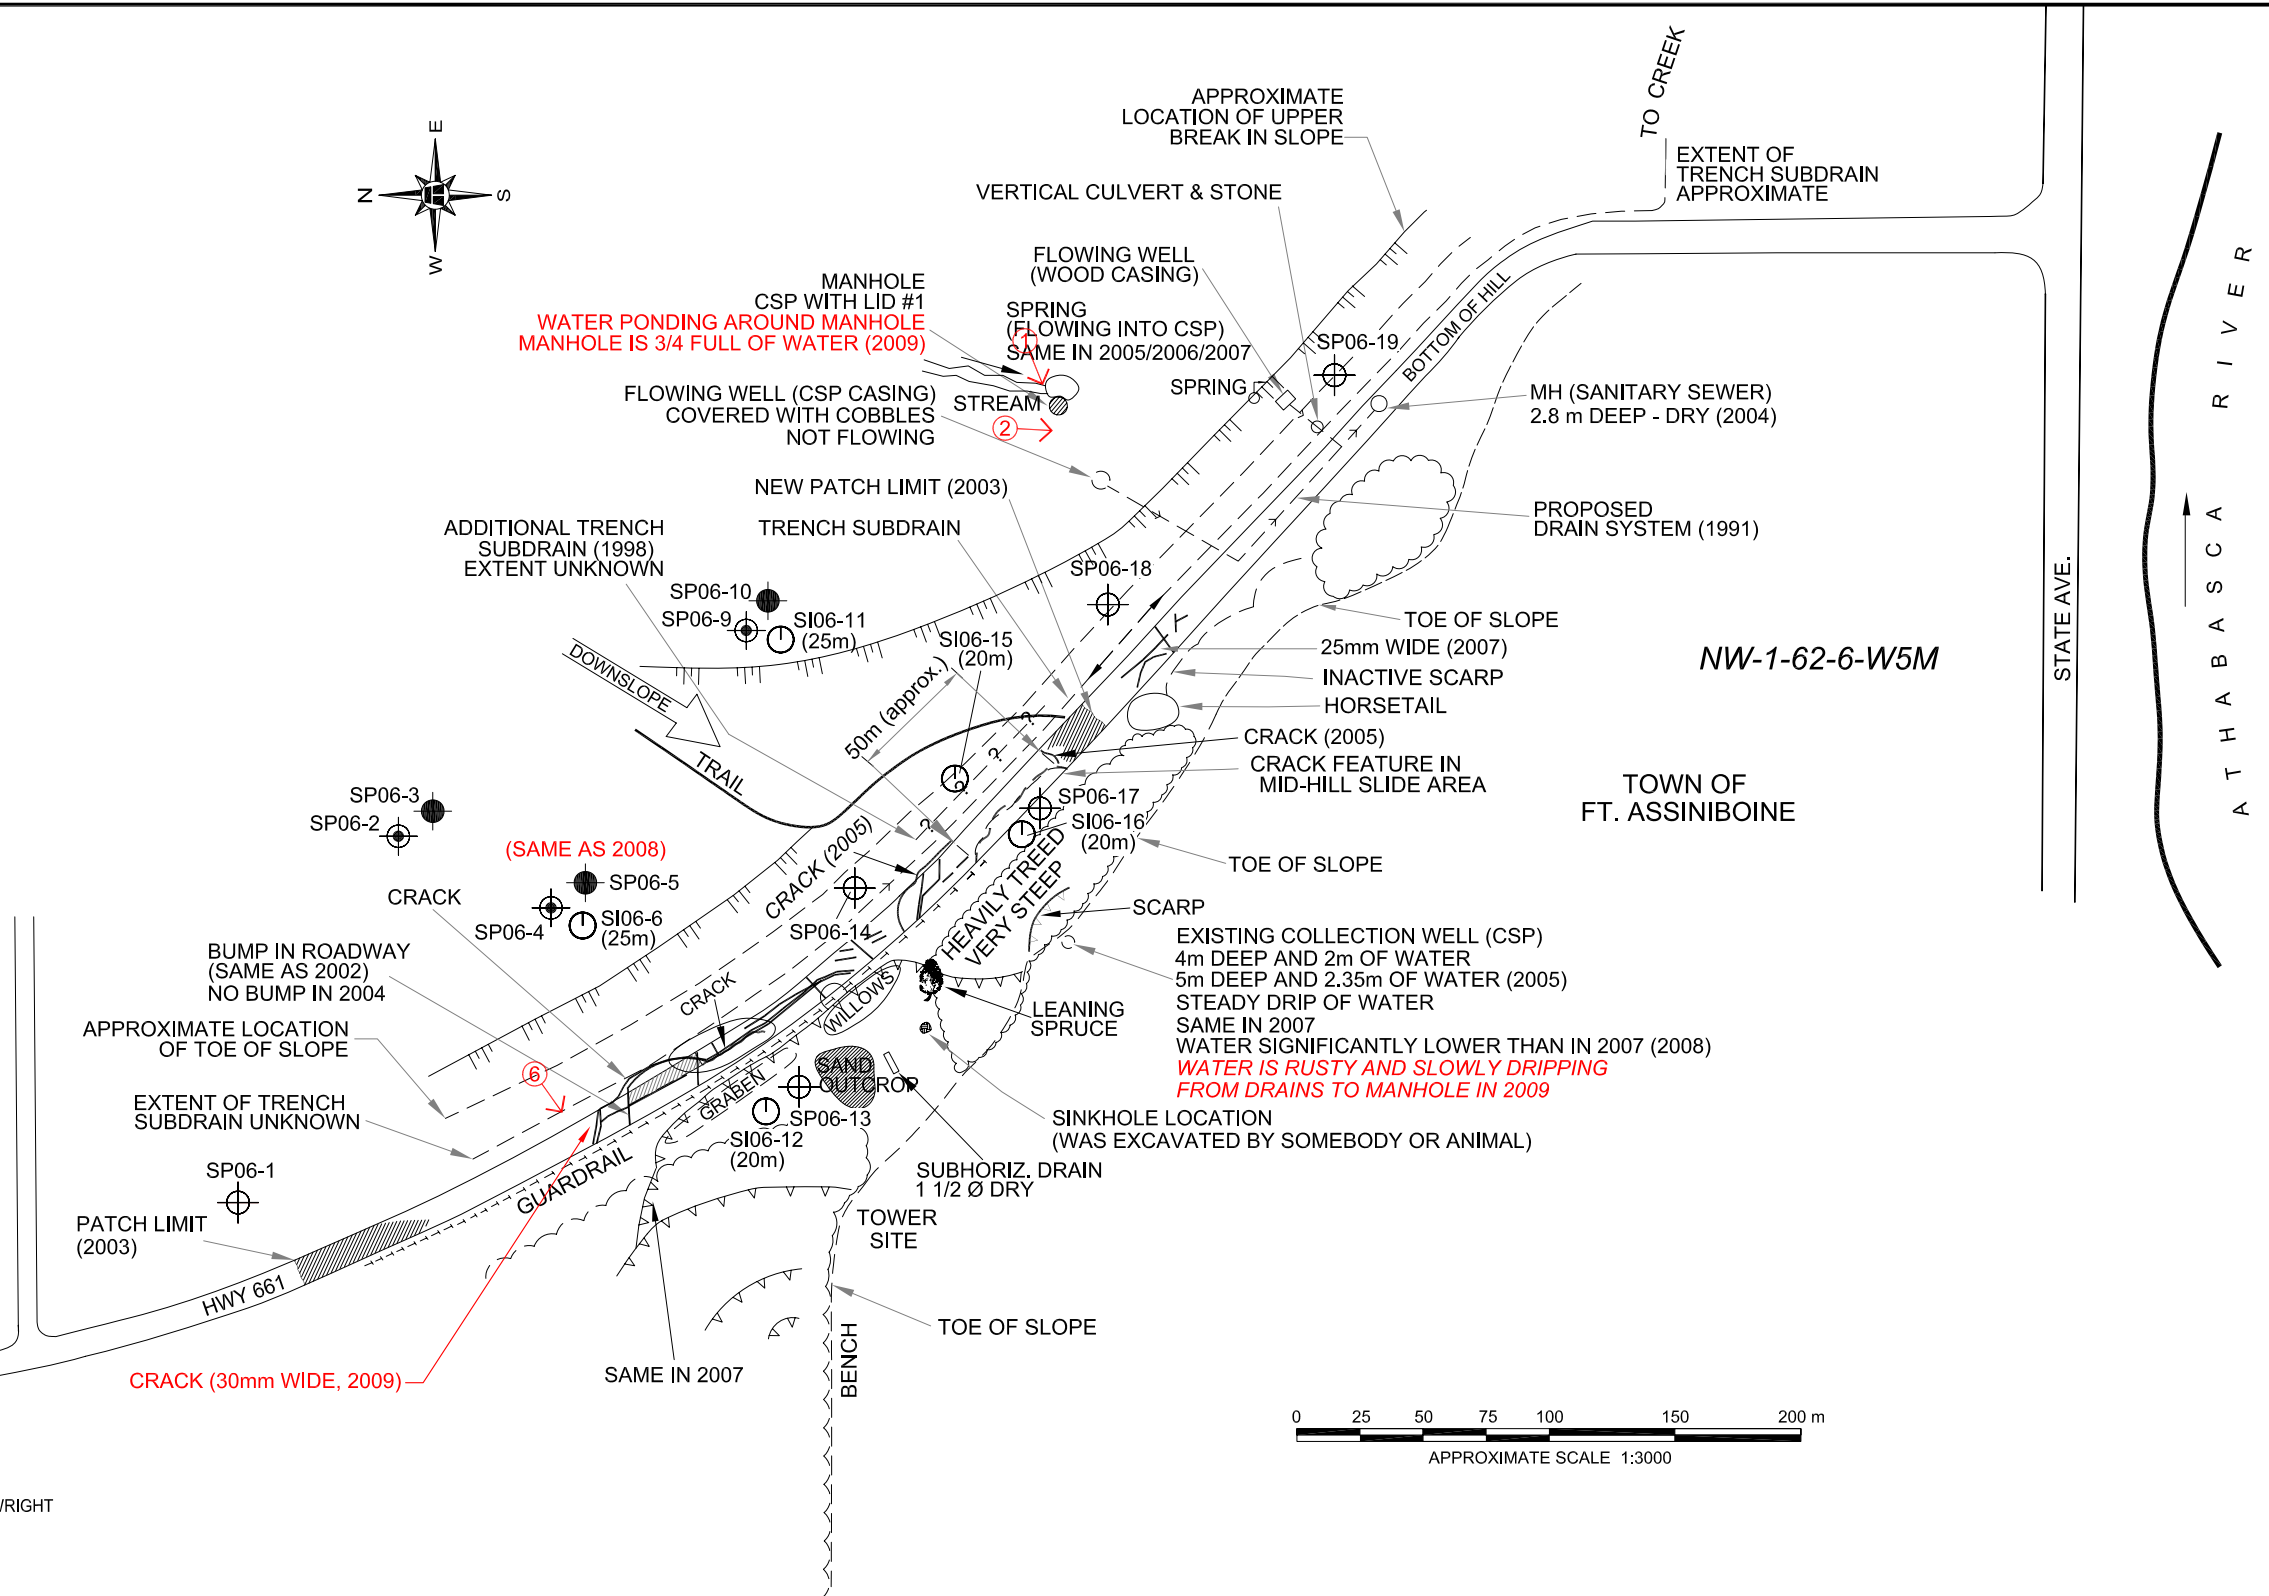 TO CREEK
APPROXIMATE
LOCATION OF UPPER
BREAK IN SLOPE
EXTENT OF
TRENCH SUBDRAIN
APPROXIMATE
E
N
S
W
VERTICAL CULVERT & STONE
FLOWING WELL
(WOOD CASING)
MANHOLE
CSP WITH LID #1
WATER PONDING AROUND MANHOLE
MANHOLE IS 3/4 FULL OF WATER (2009)
SPRING
(FLOWING INTO CSP)
SAME IN 2005/2006/2007
1
SP06-19
BOTTOM OF HILL
SPRING
FLOWING WELL (CSP CASING)
COVERED WITH COBBLES
NOT FLOWING
STREAM
2
MH (SANITARY SEWER)
2.8 m DEEP - DRY (2004)
NEW PATCH LIMIT (2003)
TRENCH SUBDRAIN
PROPOSED
DRAIN SYSTEM (1991)
ADDITIONAL TRENCH
SUBDRAIN (1998)
EXTENT UNKNOWN
SP06-10
SP06-9
SI06-11
(25m)
SP06-18
SI06-15
(20m)
TOE OF SLOPE
25mm WIDE (2007)
INACTIVE SCARP
HORSETAIL
NW-1-62-6-W5M
STATE AVE.
ATHABASCA RIVER
DOWNSLOPE
TRAIL
50m (approx.)
?
?
?
?
CRACK (2005)
CRACK FEATURE IN
MID-HILL SLIDE AREA
TOWN OF
FT. ASSINIBOINE
SP06-3
SP06-2
SP06-17
SI06-16
(20m)
(SAME AS 2008)
SP06-5
SP06-4
SI06-6
(25m)
CRACK
CRACK (2005)
SP06-14
HEAVILY TREED
VERY STEEP
TOE OF SLOPE
SCARP
BUMP IN ROADWAY
(SAME AS 2002)
NO BUMP IN 2004
EXISTING COLLECTION WELL (CSP)
4m DEEP AND 2m OF WATER
5m DEEP AND 2.35m OF WATER (2005)
STEADY DRIP OF WATER
SAME IN 2007
WATER SIGNIFICANTLY LOWER THAN IN 2007 (2008)
WATER IS RUSTY AND SLOWLY DRIPPING
FROM DRAINS TO MANHOLE IN 2009
CRACK
WILLOWS
LEANING
SPRUCE
APPROXIMATE LOCATION
OF TOE OF SLOPE
6
SAND
OUTCROP
GRABEN
EXTENT OF TRENCH
SUBDRAIN UNKNOWN
SP06-13
SI06-12
(20m)
SINKHOLE LOCATION
(WAS EXCAVATED BY SOMEBODY OR ANIMAL)
SP06-1
GUARDRAIL
SUBHORIZ. DRAIN
1 1/2 Ø DRY
PATCH LIMIT
(2003)
TOWER
SITE
HWY 661
TOE OF SLOPE
BENCH
SAME IN 2007
CRACK (30mm WIDE, 2009)
0 25 50 75 100 150 200 m
APPROXIMATE SCALE 1:3000
/RIGHT